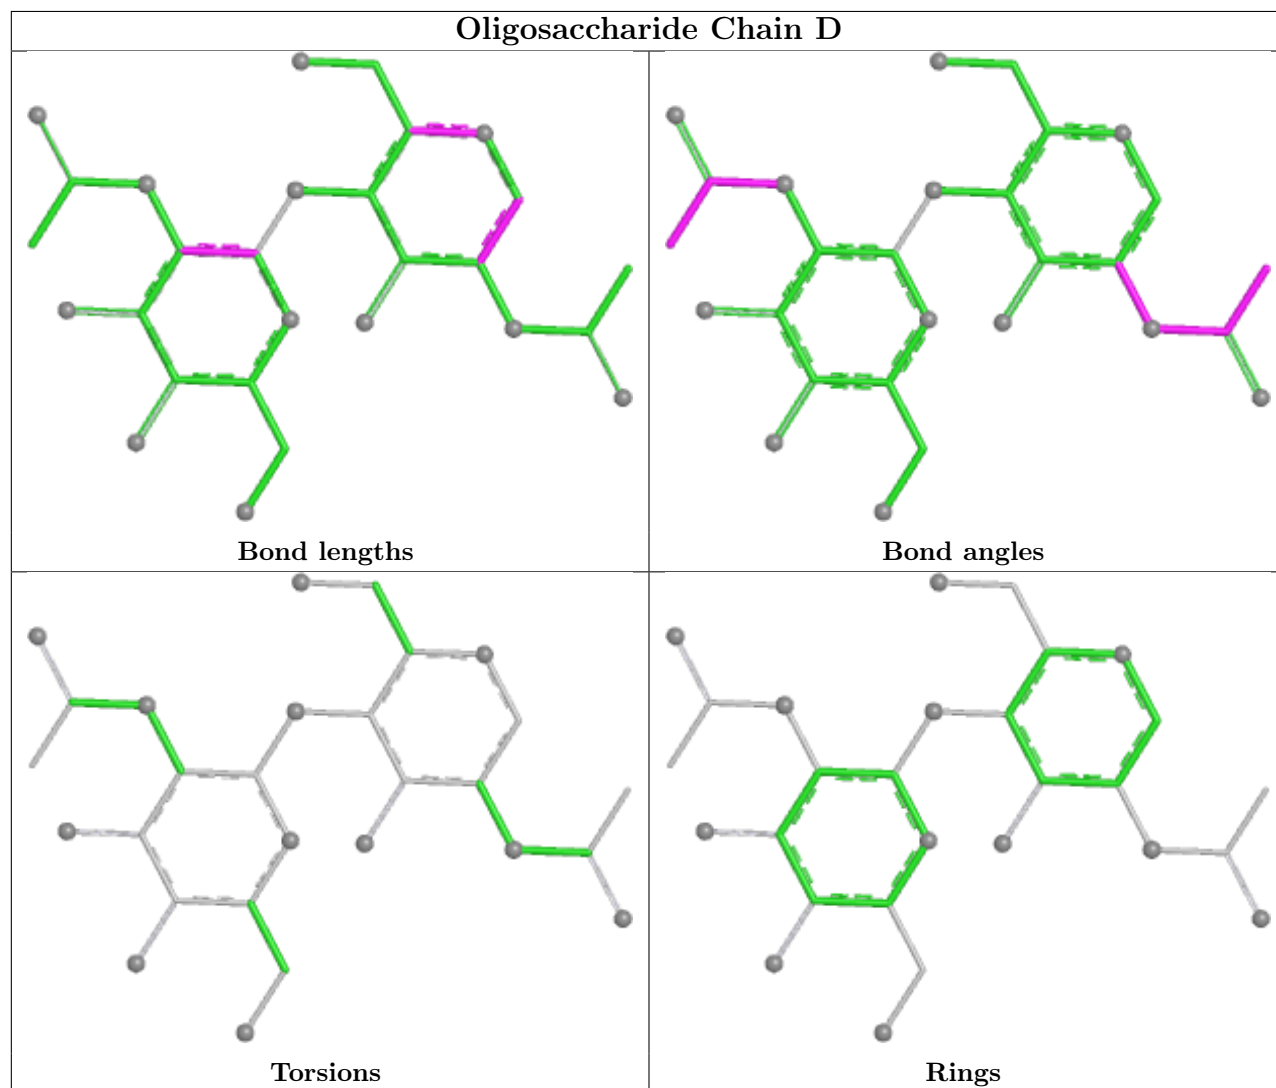 Oligosaccharide Chain D
Bond lengths
Bond angles
Torsions
Rings